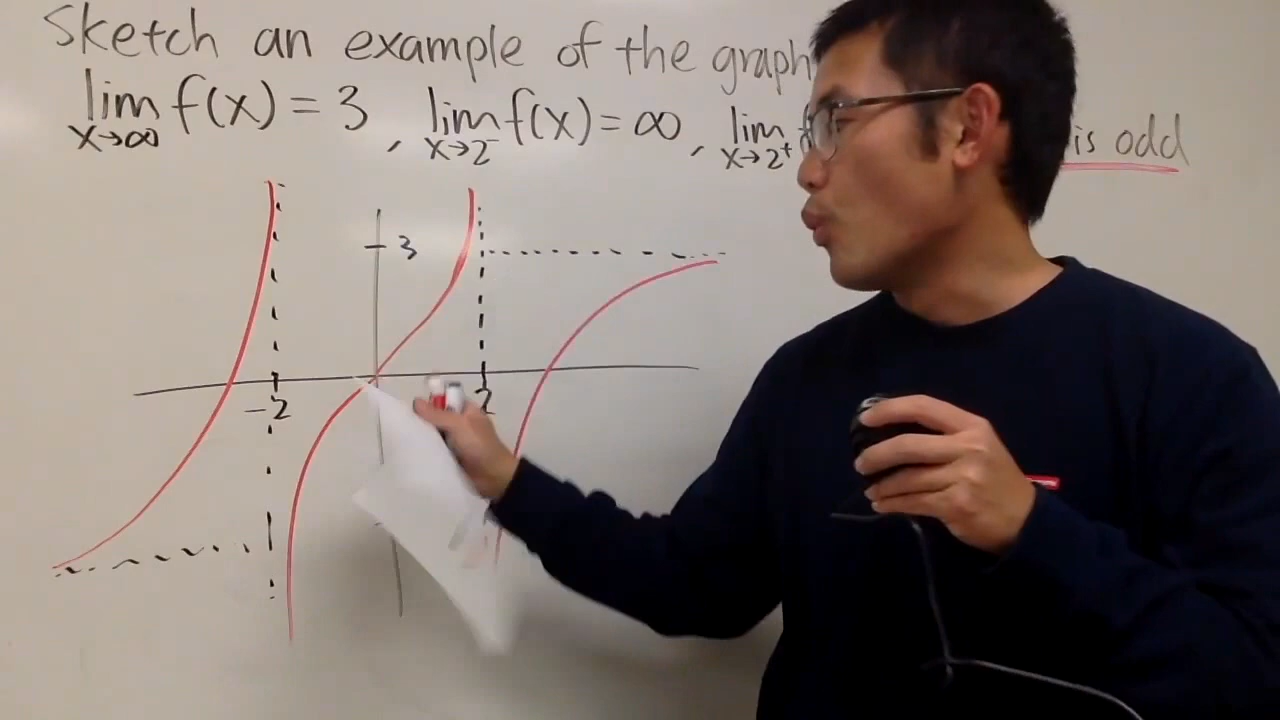 Sketch an example of the graph
lim x→∞ f(x) = 3 , lim x→2⁻ f(x) = ∞ , lim x→2⁺ is odd
3
-2 2